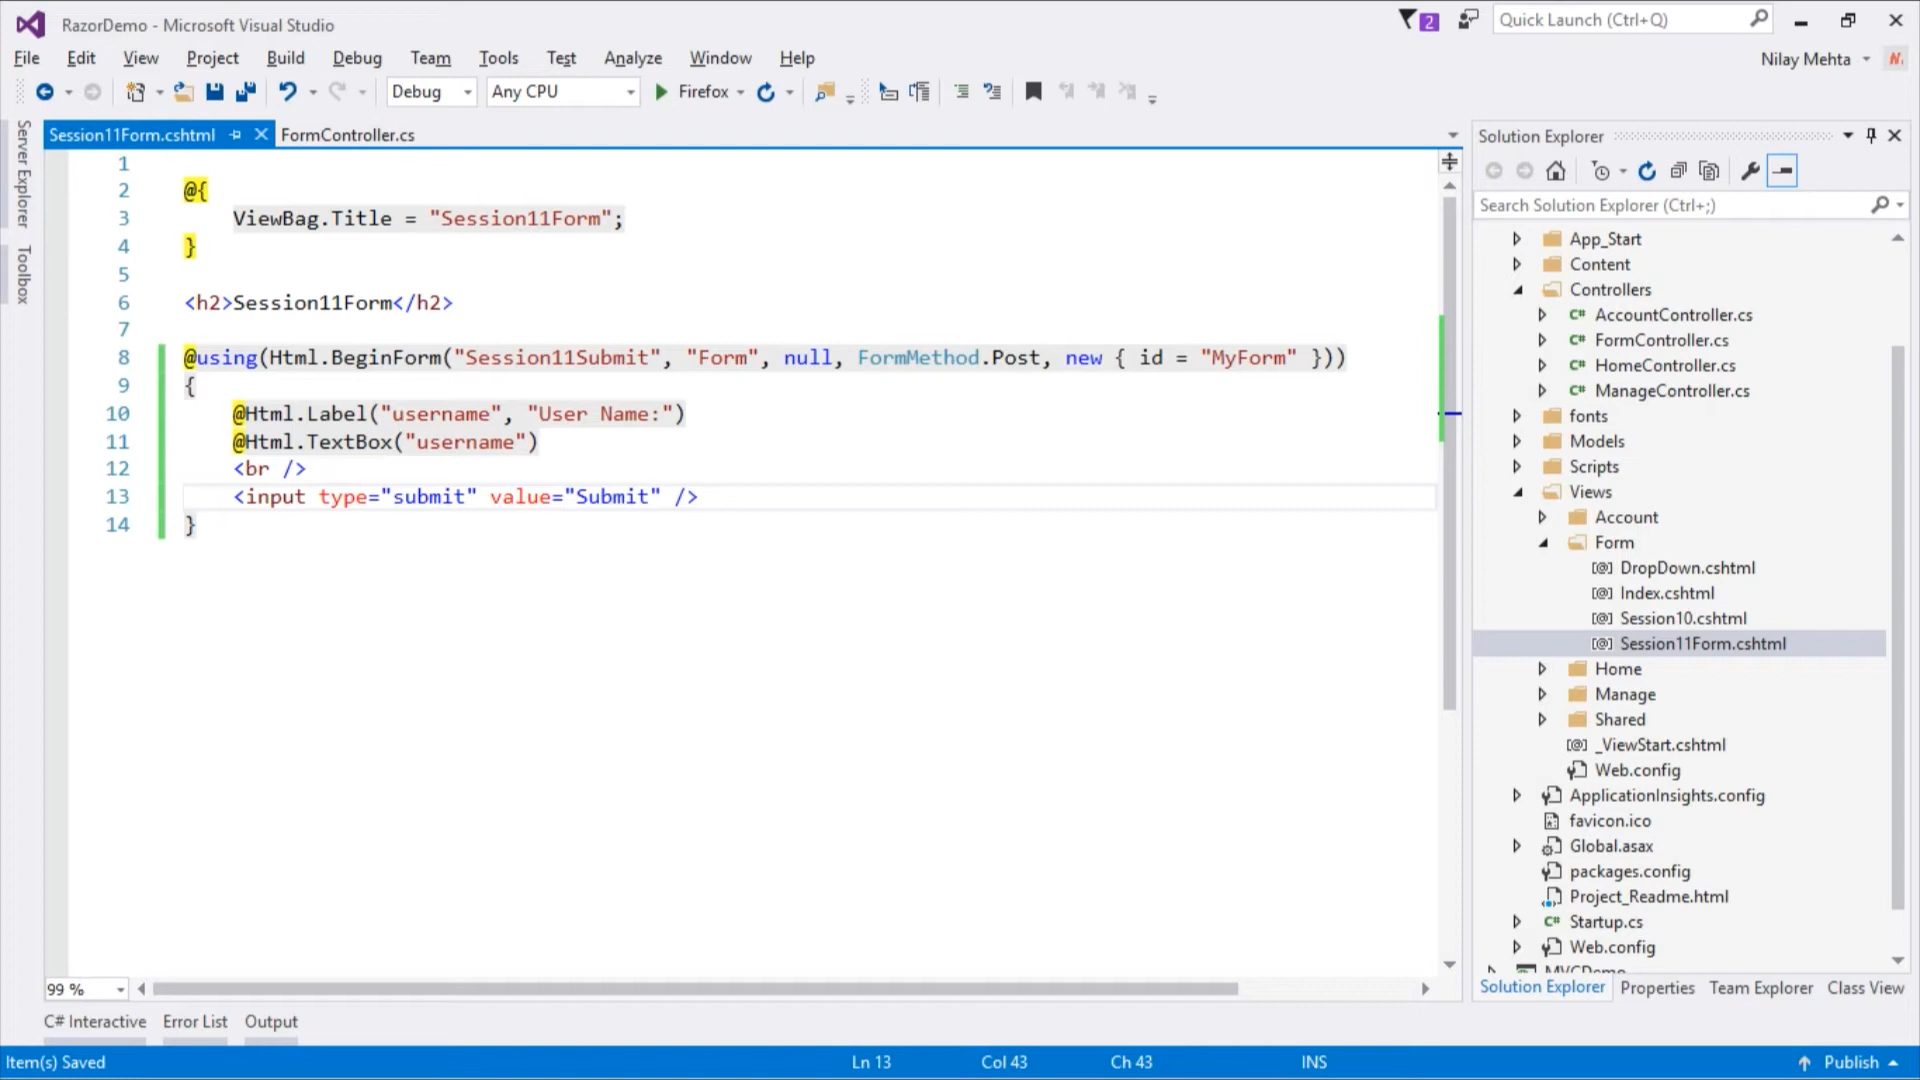 RazorDemo - Microsoft Visual Studio
2
Quick Launch (Ctrl+Q)
File Edit View Project Build Debug Team Tools Test Analyze Window Help
Nilay Mehta
Debug Any CPU Firefox
Server Explorer
Toolbox
Session11Form.cshtml FormController.cs
1
2 @{
3 ViewBag.Title = "Session11Form";
4 }
5
6 <h2>Session11Form</h2>
7
8 @using(Html.BeginForm("Session11Submit", "Form", null, FormMethod.Post, new { id = "MyForm" }))
9 {
10 @Html.Label("username", "User Name:")
11 @Html.TextBox("username")
12 <br />
13 <input type="submit" value="Submit" />
14 }
99 %
Solution Explorer
Search Solution Explorer (Ctrl+;)
App_Start
Content
Controllers
C# AccountController.cs
C# FormController.cs
C# HomeController.cs
C# ManageController.cs
fonts
Models
Scripts
Views
Account
Form
[@] DropDown.cshtml
[@] Index.cshtml
[@] Session10.cshtml
[@] Session11Form.cshtml
Home
Manage
Shared
[@] _ViewStart.cshtml
Web.config
ApplicationInsights.config
favicon.ico
Global.asax
packages.config
Project_Readme.html
C# Startup.cs
Web.config
MVCDemo
Solution Explorer Properties Team Explorer Class View
C# Interactive Error List Output
Item(s) Saved Ln 13 Col 43 Ch 43 INS Publish